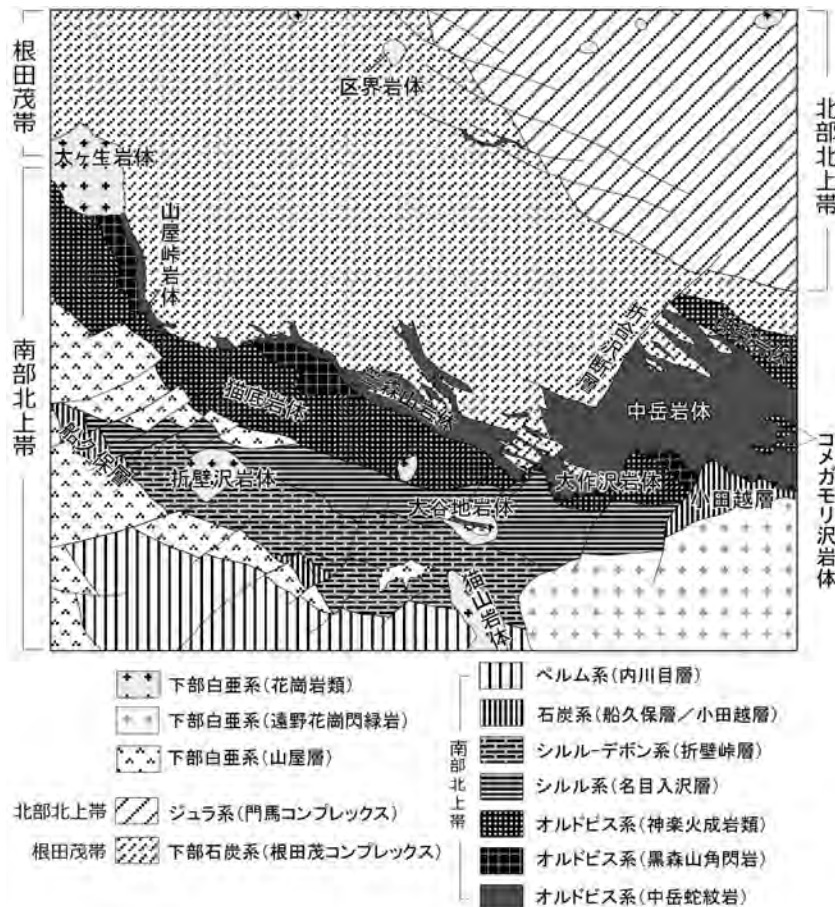 根田茂帯
南部北上帯
北部北上帯
コメガモリ沢岩体
区界岩体
太ヶ生岩体
山屋峠岩体
折合沢断層
猫底岩体
三森山岩体
中岳岩体
船久保層
折壁沢岩体
大谷地岩体
大作沢岩体
小田越層
猫山岩体
下部白亜系(花崗岩類)
下部白亜系(遠野花崗閃緑岩)
下部白亜系(山屋層)
北部北上帯 ジュラ系(門馬コンプレックス)
根田茂帯 下部石炭系(根田茂コンプレックス)
南部北上帯
ペルム系(内川目層)
石炭系(船久保層/小田越層)
シルル-デボン系(折壁峠層)
シルル系(名目入沢層)
オルドビス系(神楽火成岩類)
オルドビス系(黒森山角閃岩)
オルドビス系(中岳蛇紋岩)